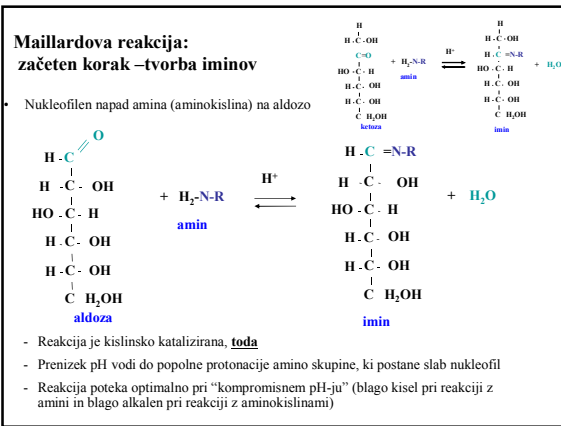 Maillardova reakcija:
začeten korak –tvorba iminov
• Nukleofilen napad amina (aminokislina) na aldozo
H
H - C - OH
C=O
HO - C - H
H - C - OH
H - C - OH
C H₂OH
ketoza
+ H₂-N-R
amin
H⁺
H
H - C - OH
H - C =N-R
HO - C - H
H - C - OH
H - C - OH
C H₂OH
imin
+ H₂O
O
H - C
H - C - OH
HO - C - H
H - C - OH
H - C - OH
C H₂OH
aldoza
+ H₂-N-R
amin
H⁺
H - C =N-R
H - C - OH
HO - C - H
H - C - OH
H - C - OH
C H₂OH
imin
+ H₂O
- Reakcija je kislinsko katalizirana, toda
- Prenizek pH vodi do popolne protonacije amino skupine, ki postane slab nukleofil
- Reakcija poteka optimalno pri “kompromisnem pH-ju” (blago kisel pri reakciji z
amini in blago alkalen pri reakciji z aminokislinami)